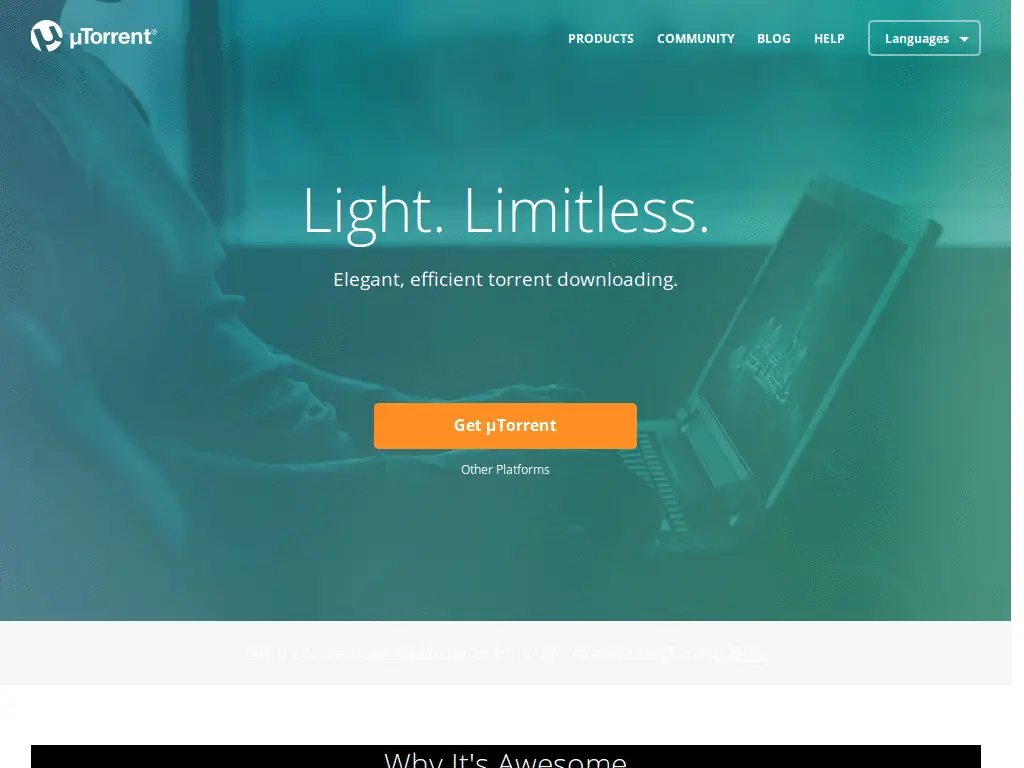 µTorrent®
PRODUCTS COMMUNITY BLOG HELP Languages
Light. Limitless.
Elegant, efficient torrent downloading.
Get µTorrent
Other Platforms
Why It's Awesome